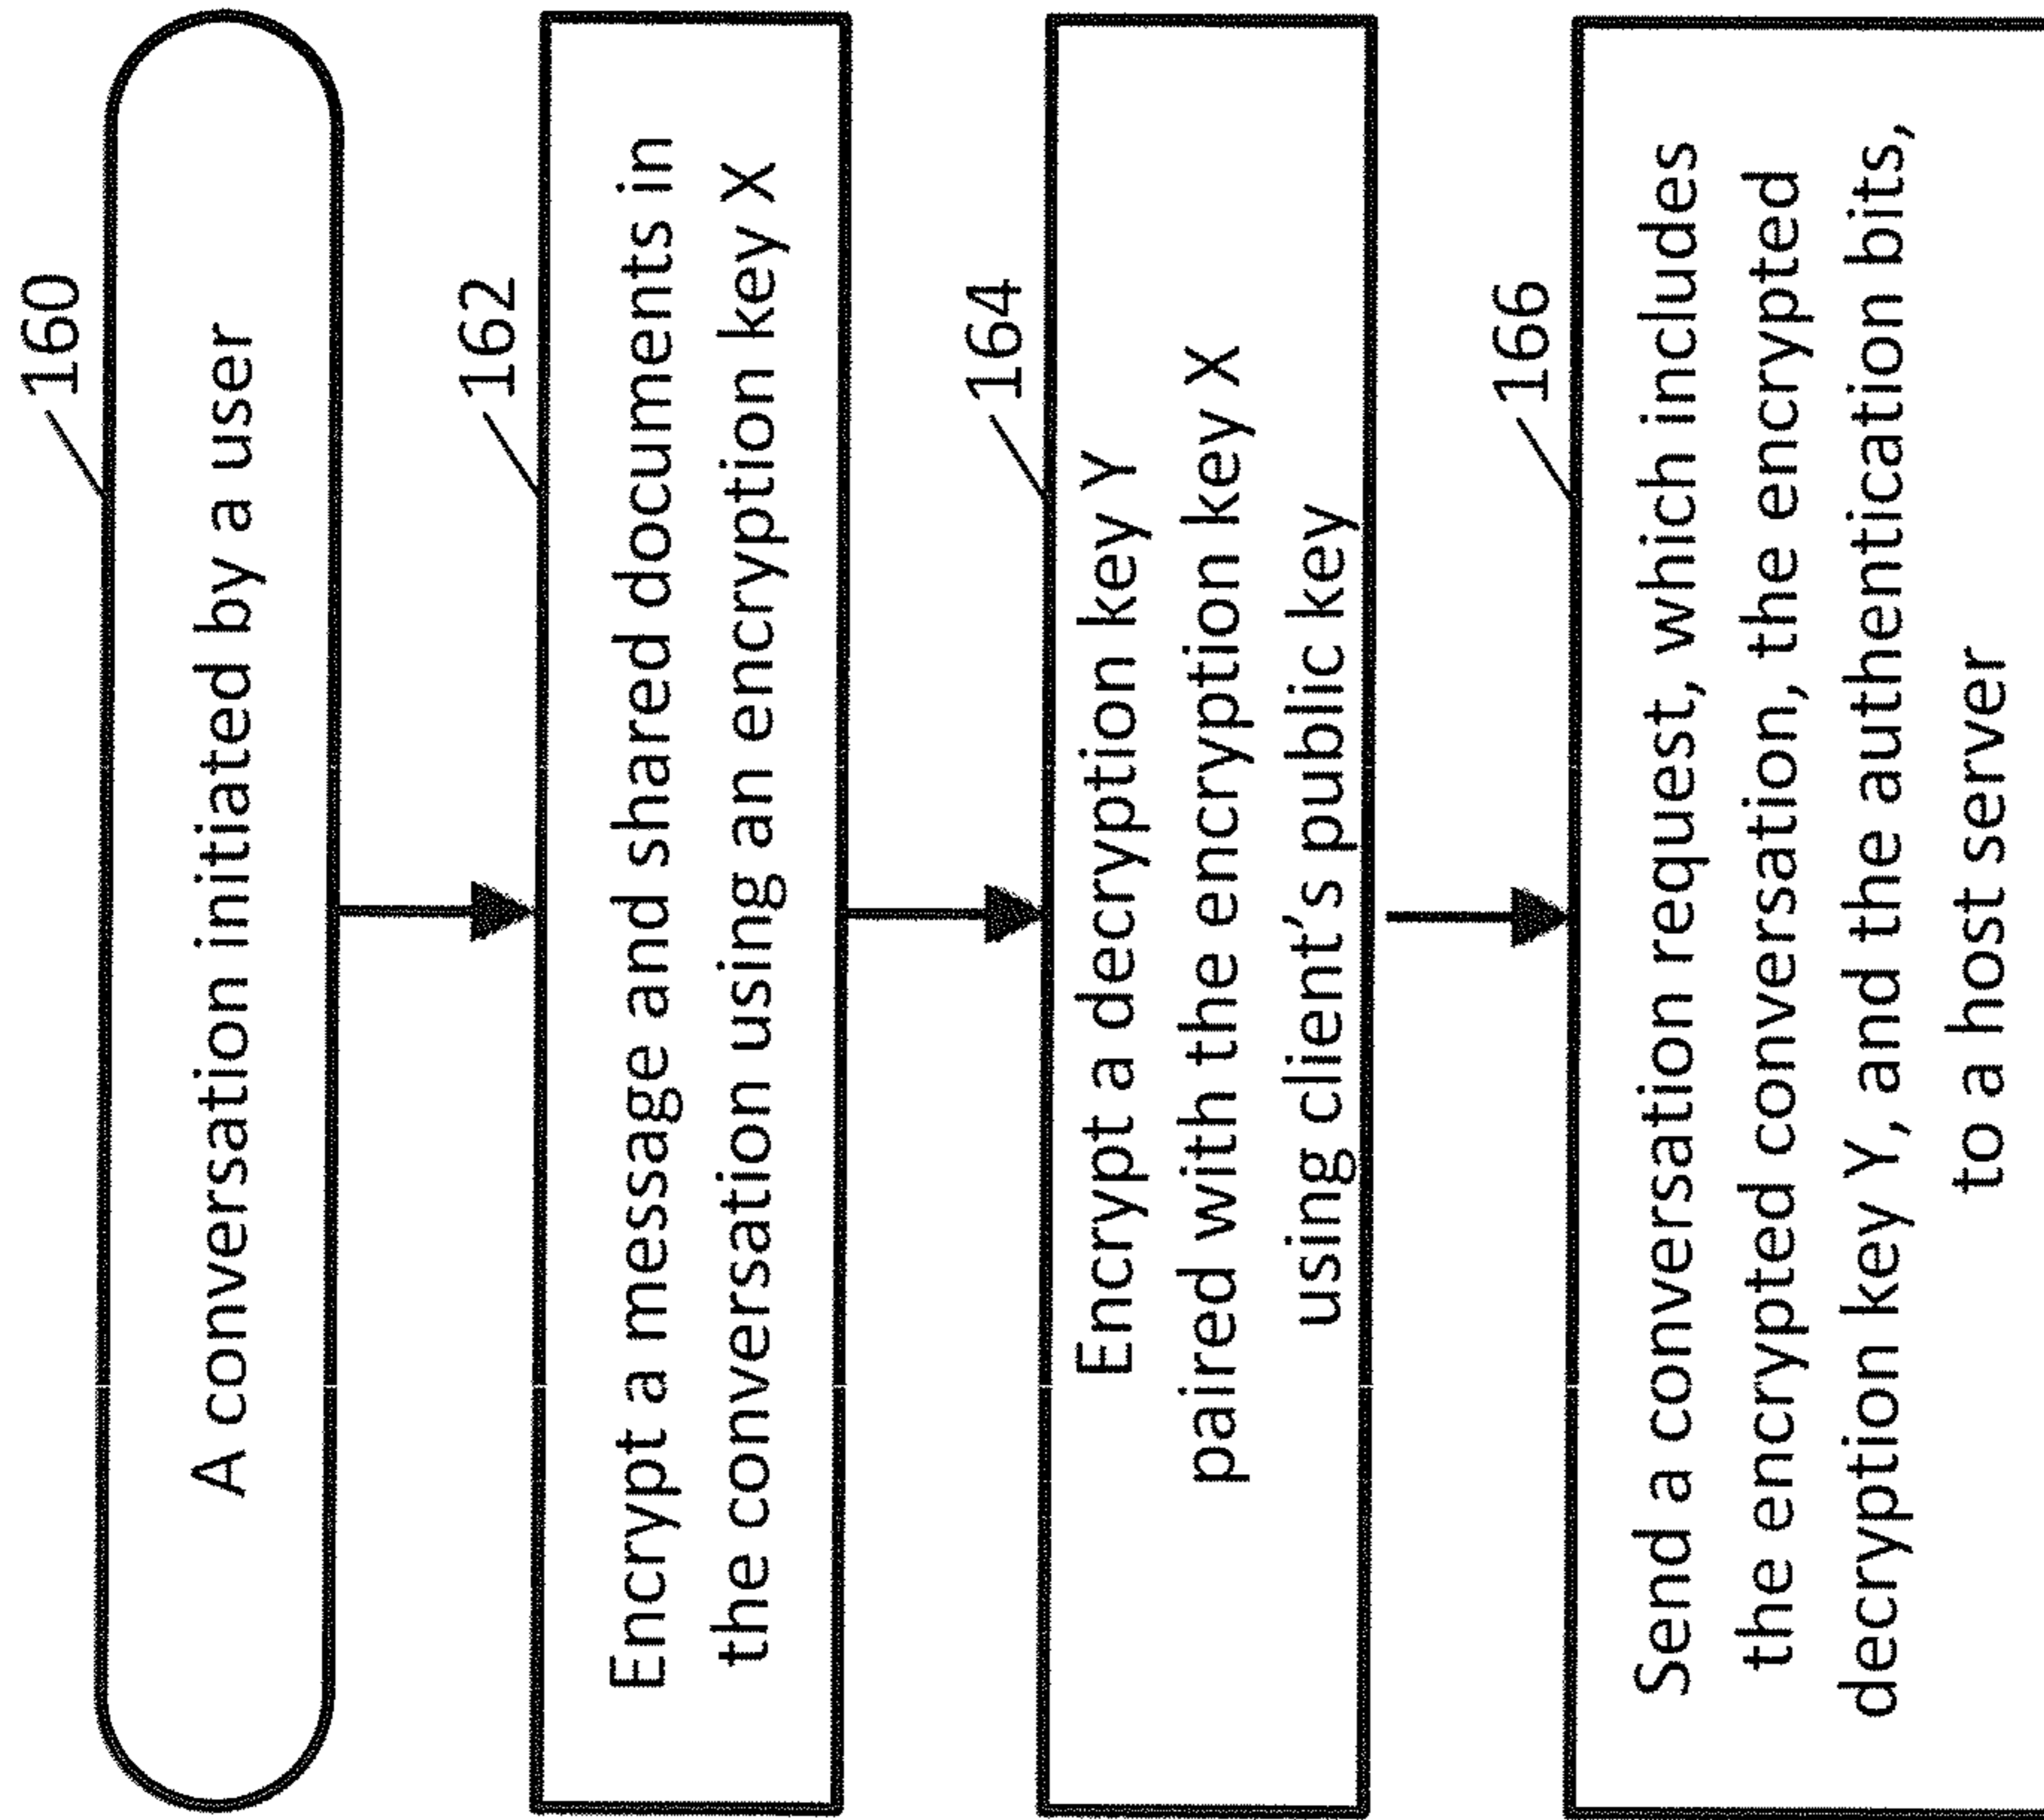 160
A conversation initiated by a user
162
Encrypt a message and shared documents in
the conversation using an encryption key X
164
Encrypt a decryption key Y
paired with the encryption key X
using client's public key
166
Send a conversation request, which includes
the encrypted conversation, the encrypted
decryption key Y, and the authentication bits,
to a host server